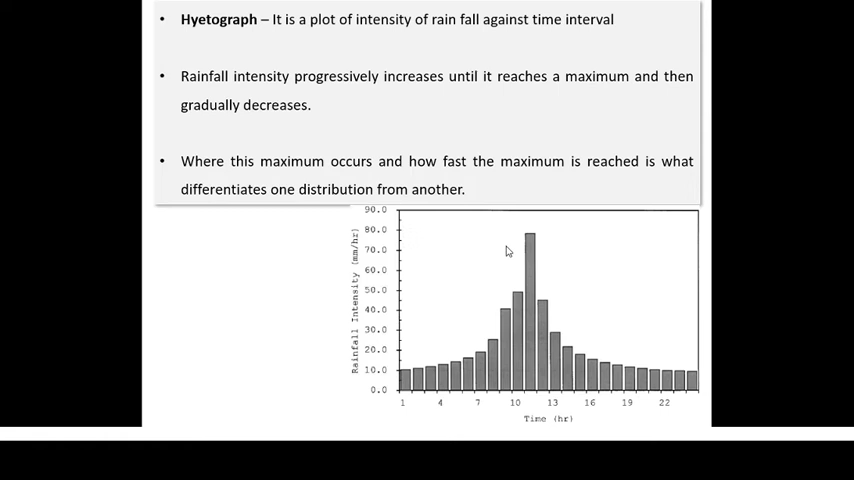 • Hyetograph – It is a plot of intensity of rain fall against time interval
• Rainfall intensity progressively increases until it reaches a maximum and then
gradually decreases.
• Where this maximum occurs and how fast the maximum is reached is what
differentiates one distribution from another.
90.0
80.0
70.0
60.0
50.0
40.0
30.0
20.0
10.0
0.0
Rainfall Intensity (mm/hr)
1 4 7 10 13 16 19 22
Time (hr)